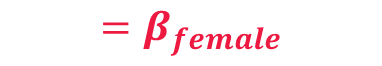 = β_female